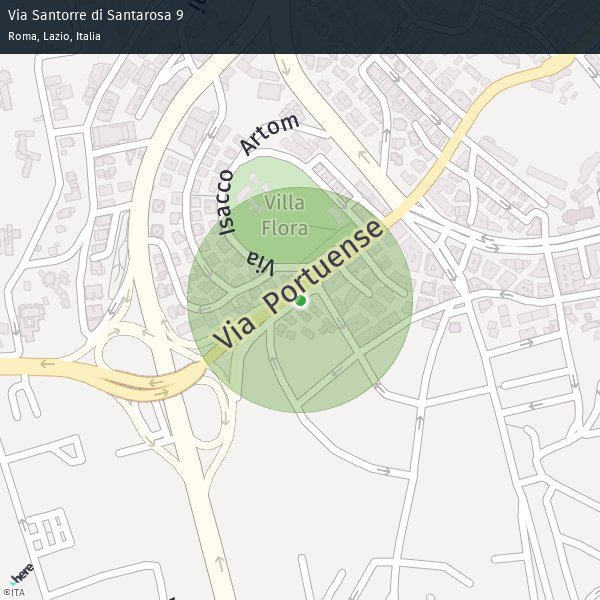 Via Santorre di Santarosa 9
Roma, Lazio, Italia
Via Isacco Artom
Villa
Flora
Via Portuense
here
©ITA